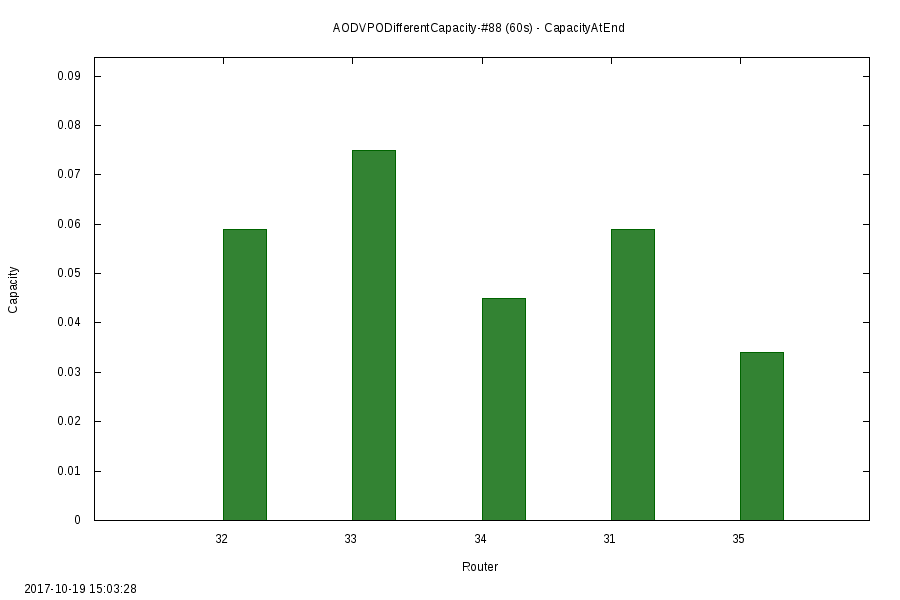 AODVPODifferentCapacity-#88 (60s) - CapacityAtEnd
0.09
0.08
0.07
0.06
0.05
0.04
0.03
0.02
0.01
0
Capacity
32 33 34 31 35
Router
2017-10-19 15:03:28